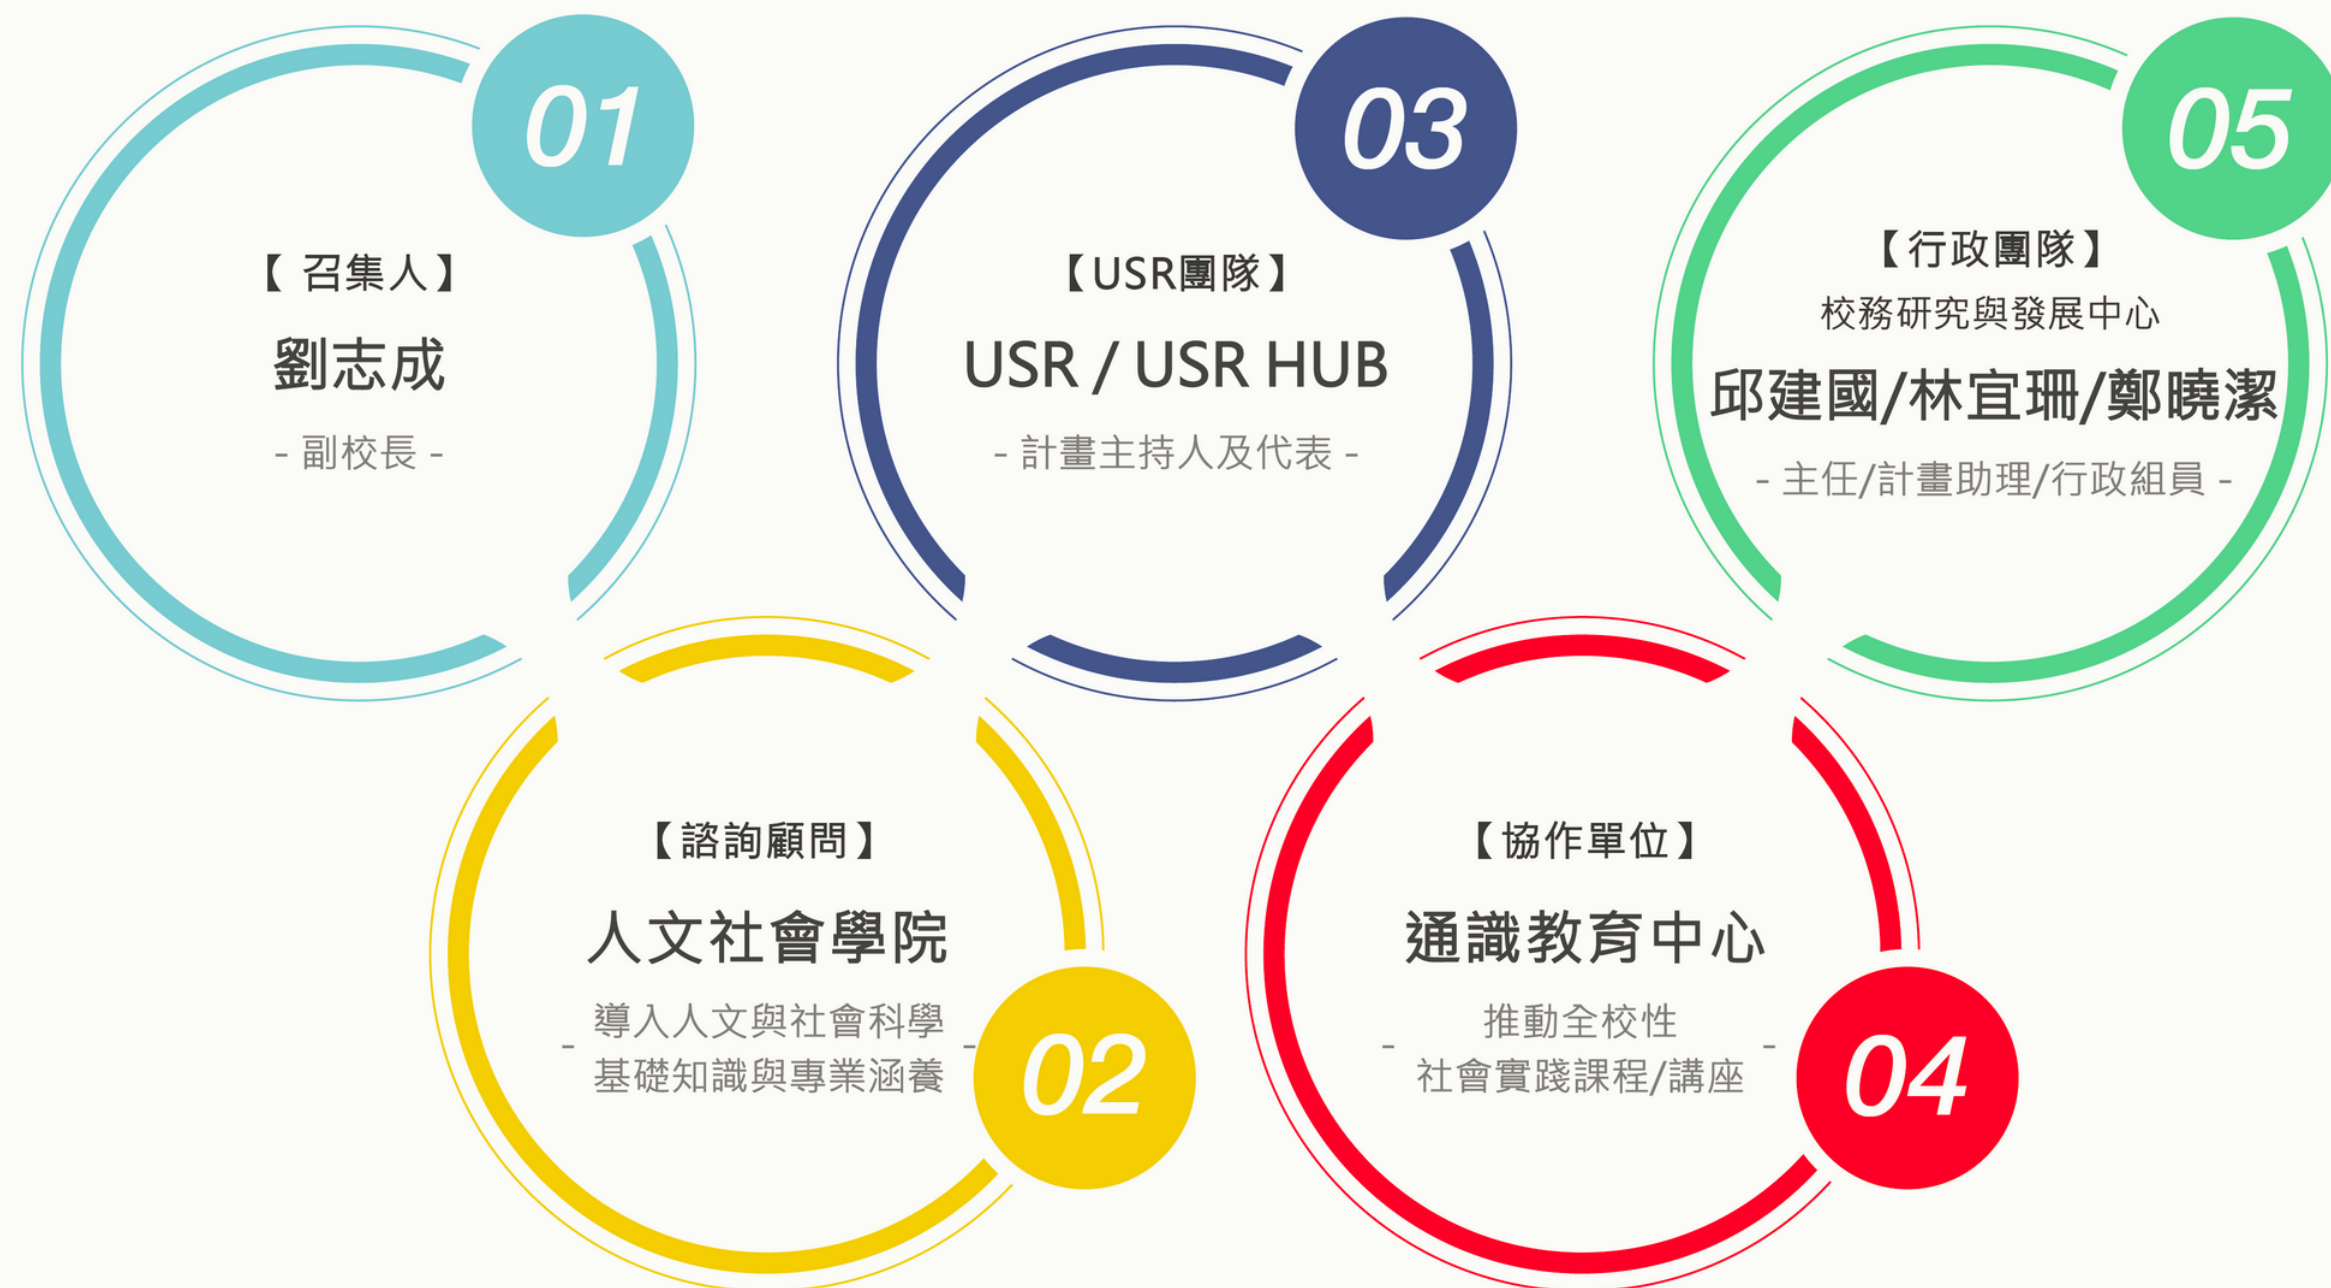 01
【 召集人】
劉志成
- 副校長 -
02
【諮詢顧問】
人文社會學院
- 導入人文與社會科學 -
基礎知識與專業涵養
03
【USR團隊】
USR / USR HUB
- 計畫主持人及代表 -
04
【協作單位】
通識教育中心
- 推動全校性 -
社會實踐課程/講座
05
【行政團隊】
校務研究與發展中心
邱建國/林宜珊/鄭曉潔
- 主任/計畫助理/行政組員 -